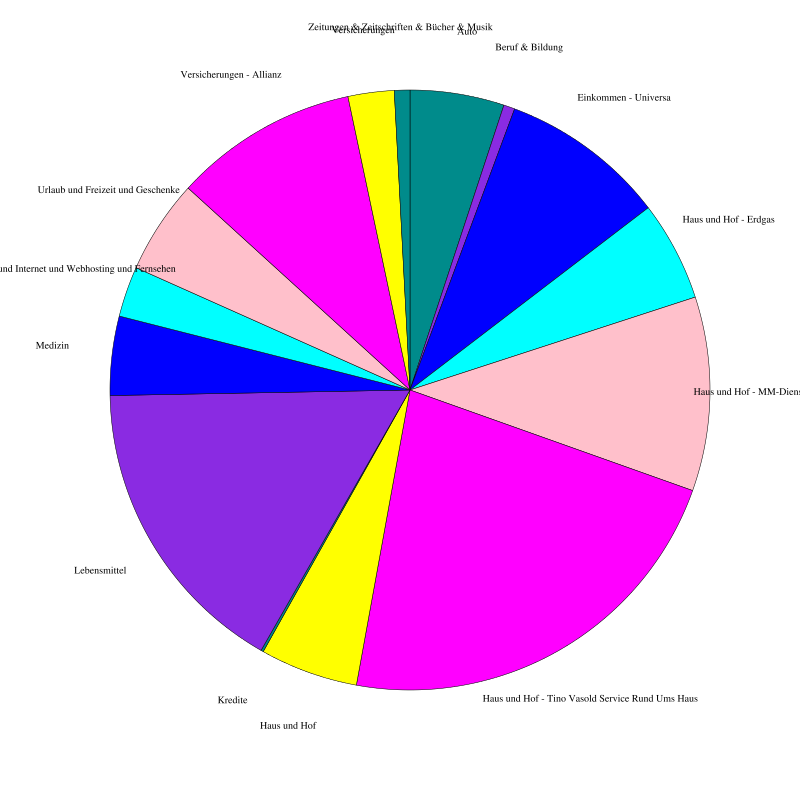 Zeitungen & Zeitschriften & Bücher & Musik
Versicherungen
Auto
Beruf & Bildung
Versicherungen - Allianz
Einkommen - Universa
Urlaub und Freizeit und Geschenke
Haus und Hof - Erdgas
und Internet und Webhosting und Fernsehen
Medizin
Haus und Hof - MM-Diens
Lebensmittel
Kredite
Haus und Hof - Tino Vasold Service Rund Ums Haus
Haus und Hof